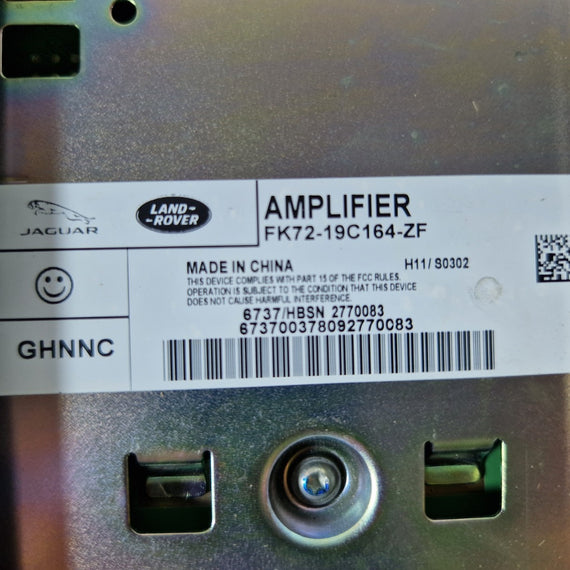 JAGUAR
LAND-
-ROVER
AMPLIFIER
FK72-19C164-ZF
MADE IN CHINA
H11/ S0302
THIS DEVICE COMPLIES WITH PART 15 OF THE FCC RULES.
OPERATION IS SUBJECT TO THE CONDITION THAT THIS DEVICE
DOES NOT CAUSE HARMFUL INTERFERENCE.
6737/HBSN 2770083
673700378092770083
GHNNC